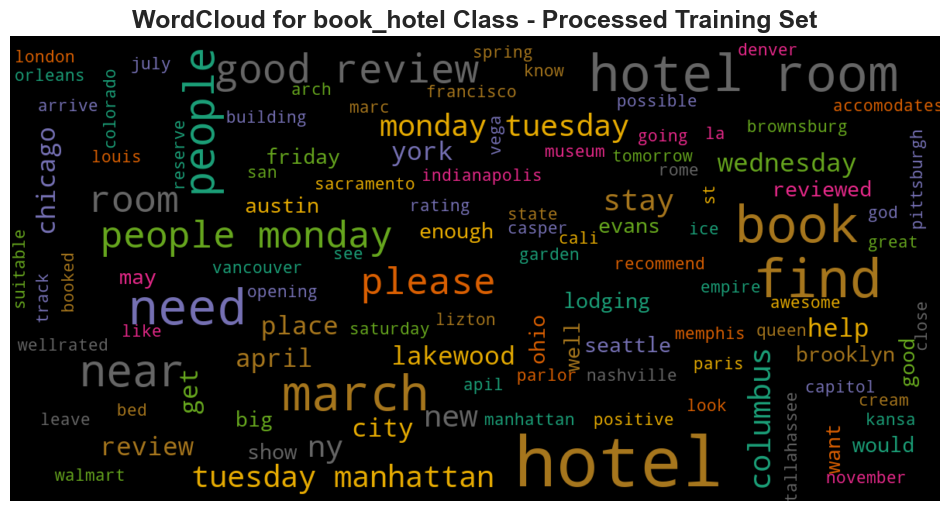 WordCloud for book_hotel Class - Processed Training Set
london
orleans
july
people
good review
spring
know
hotel room
denver
arch
francisco
colorado
arrive
marc
possible
accomodates
building
monday tuesday
vega
going
la
brownsburg
chicago
reserve
louis
friday
york
museum
tomorrow
wednesday
pittsburgh
san
sacramento
indianapolis
rome
reviewed
room
austin
rating
stay
st
book
god
state
casper
evans
ice
people monday
enough
cali
garden
great
suitable
vancouver
see
recommend
find
track
booked
may
opening
please
empire
awesome
need
lodging
like
place
saturday
lizton
ohio
well
seattle
memphis
queen
help
close
wellrated
near
april
lakewood
parlor
nashville
paris
brooklyn
good
get
march
apil
columbus
capitol
cream
leave
bed
big
city
new
manhattan
positive
look
tallahassee
kansa
review
show
ny
want
would
walmart
tuesday manhattan
hotel
november